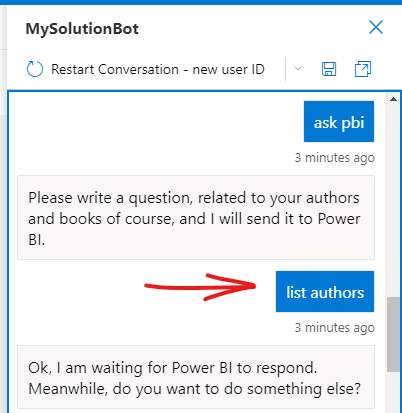 MySolutionBot
Restart Conversation - new user ID
ask pbi
3 minutes ago
Please write a question, related to your authors
and books of course, and I will send it to Power
BI.
list authors
3 minutes ago
Ok, I am waiting for Power BI to respond.
Meanwhile, do you want to do something else?